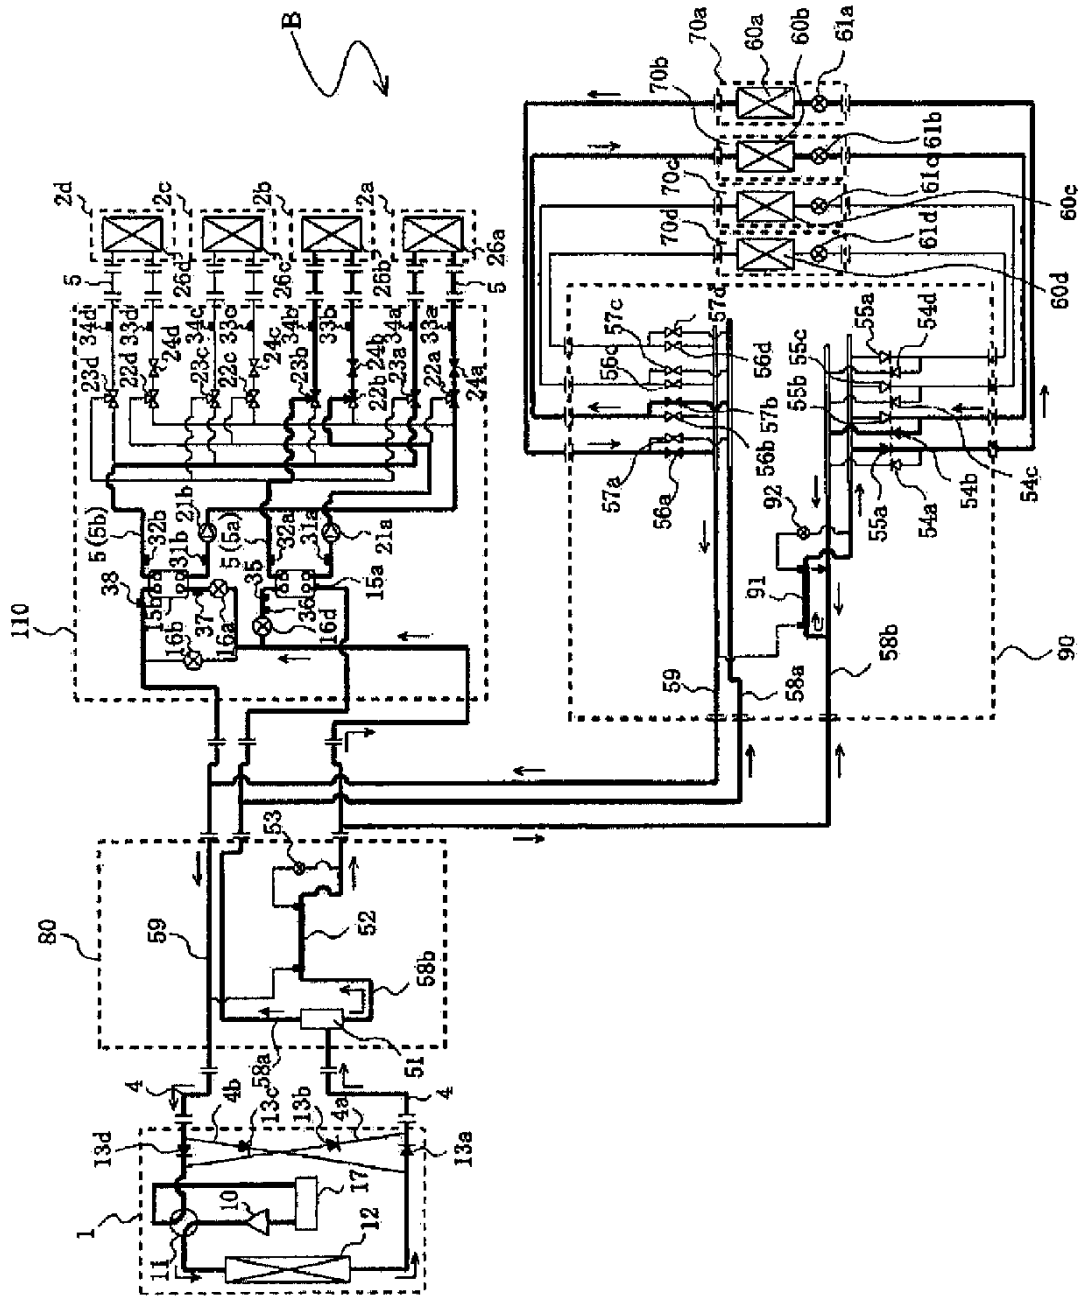 B
70a
60a
60b
61a
70b
61b
70c
61c
60c
70d
61d
60d
2d
2c
2b
2a
5
26d
26c
26b
26a
5
34d
33d
34c
33c
34b
33b
34a
33a
24d
24c
24b
24a
23d
22d
23c
22c
23b
22b
23a
22a
57d
57c
56d
56c
57b
56b
57a
56a
55a
54d
55c
55b
54c
54b
55a
54a
92
91
110
38
5(5b)
32b
21b
31b
15b
37
16b
16a
5(5a)
32a
31a
21a
35
36
16d
15a
59
58a
58b
90
80
59
53
52
58b
58a
51
4
4b
13c
13b
4a
4
13d
13a
1
10
17
11
12